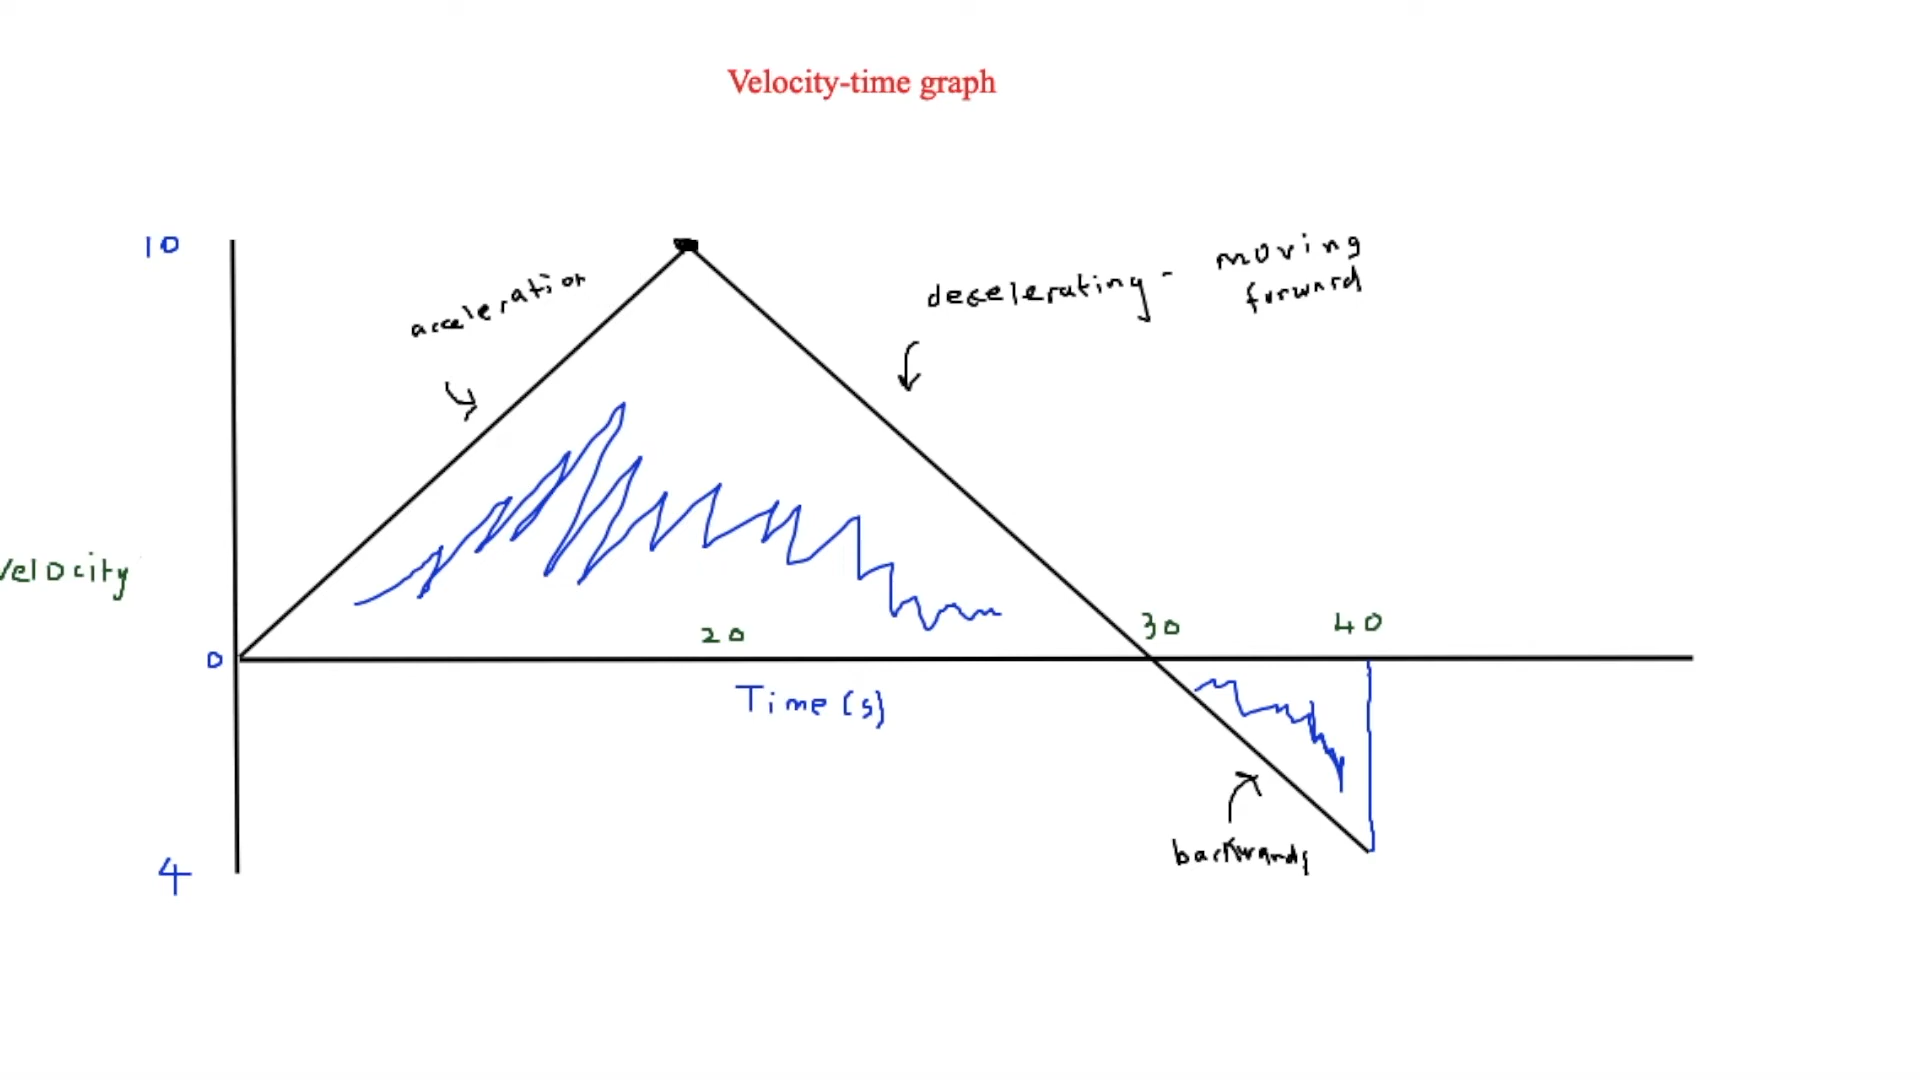 Velocity-time graph
10
acceleration
decelerating - moving
forward
velocity
0
20
30
40
Time (s)
4
backwards